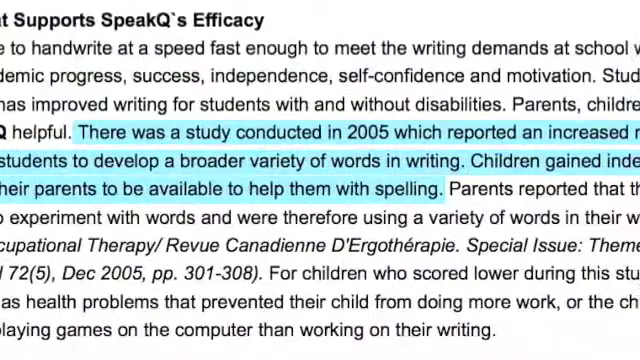 at Supports SpeakQ`s Efficacy
e to handwrite at a speed fast enough to meet the writing demands at school w
demic progress, success, independence, self-confidence and motivation. Stud
has improved writing for students with and without disabilities. Parents, childre
Q helpful. There was a study conducted in 2005 which reported an increased
students to develop a broader variety of words in writing. Children gained inde
heir parents to be available to help them with spelling. Parents reported that th
o experiment with words and were therefore using a variety of words in their w
ccupational Therapy/ Revue Canadienne D'Ergothérapie. Special Issue: Theme
l 72(5), Dec 2005, pp. 301-308). For children who scored lower during this stu
as health problems that prevented their child from doing more work, or the ch
playing games on the computer than working on their writing.